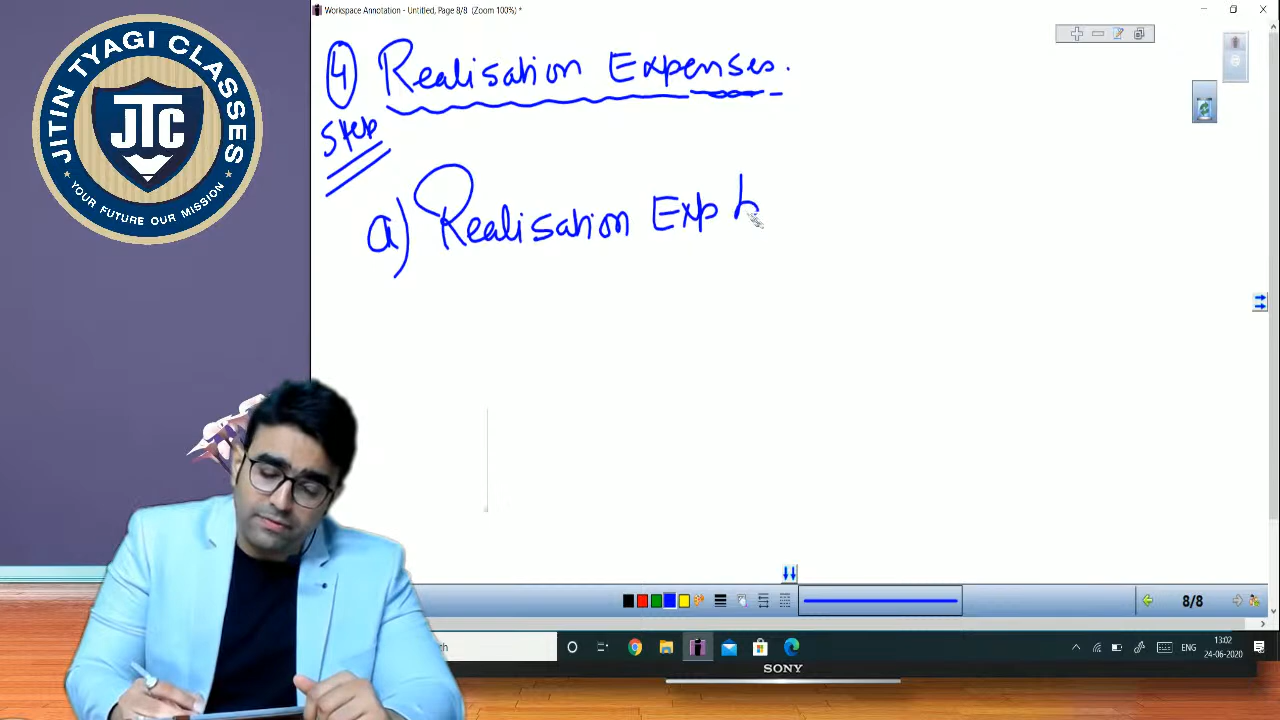 Workspace Annotation - Untitled, Page 8/8 (Zoom 100%) *
JITIN TYAGI CLASSES
JTC
YOUR FUTURE OUR MISSION
④ Realisation Expenses.
Step
a) Realisation Exp
8/8
th
13:02
ENG
24-06-2020
SONY